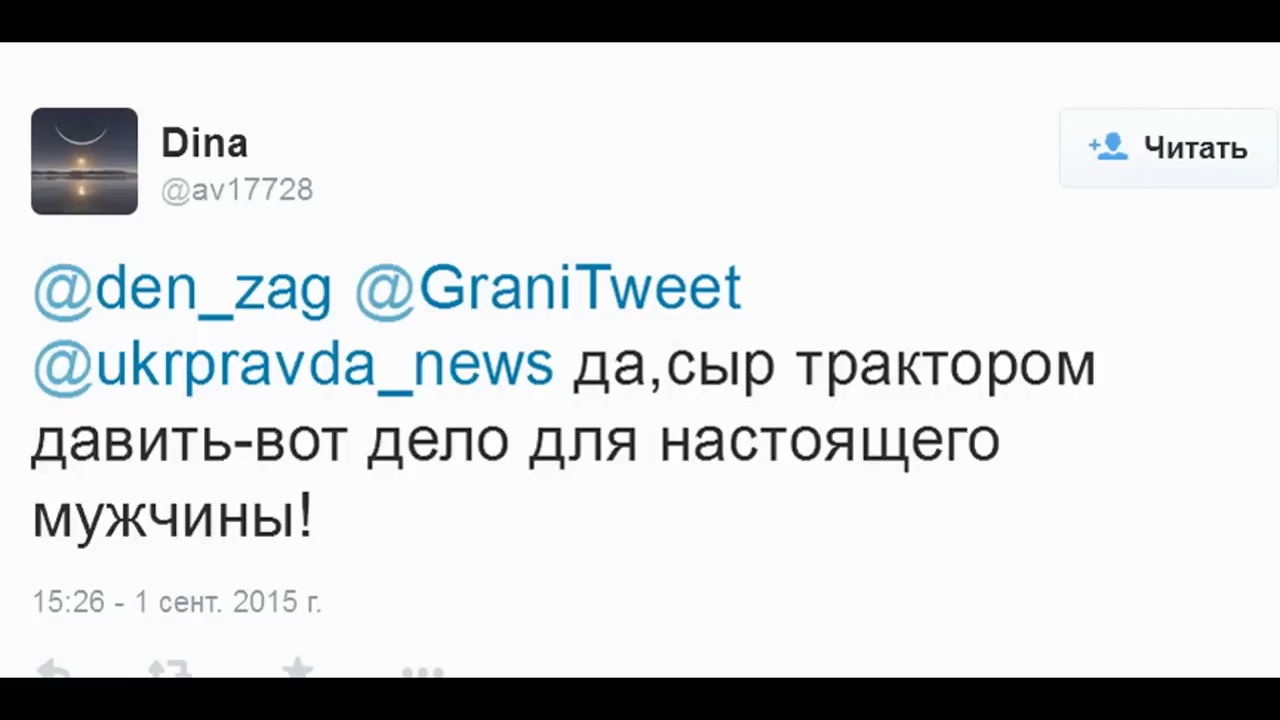 Dina
@av17728
Читать
@den_zag @GraniTweet
@ukrpravda_news да,сыр трактором
давить-вот дело для настоящего
мужчины!
15:26 - 1 сент. 2015 г.